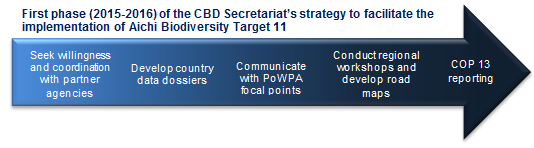 First phase (2015-2016) of the CBD Secretariat's strategy to facilitate the
implementation of Aichi Biodiversity Target 11
Seek willingness
and coordination
with partner
agencies
Develop country
data dossiers
Communicate
with PoWPA
focal points
Conduct regional
workshops and
develop road
maps
COP 13
reporting